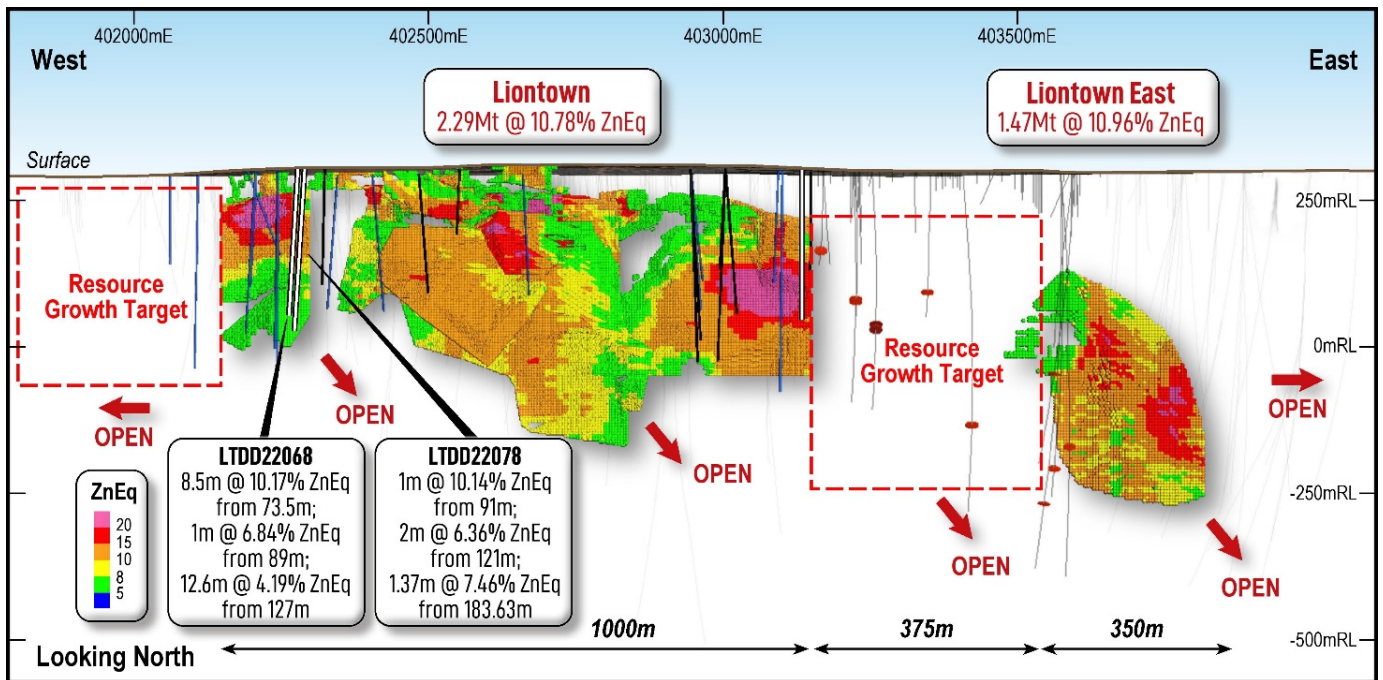 402000mE
402500mE
403000mE
403500mE
West
East
Liontown
2.29Mt @ 10.78% ZnEq
Liontown East
1.47Mt @ 10.96% ZnEq
Surface
250mRL
Resource
Growth Target
Resource
Growth Target
0mRL
OPEN
OPEN
OPEN
OPEN
OPEN
OPEN
LTDD22068
8.5m @ 10.17% ZnEq
from 73.5m;
1m @ 6.84% ZnEq
from 89m;
12.6m @ 4.19% ZnEq
from 127m
LTDD22078
1m @ 10.14% ZnEq
from 91m;
2m @ 6.36% ZnEq
from 121m;
1.37m @ 7.46% ZnEq
from 183.63m
ZnEq
20
15
10
8
5
-250mRL
1000m
375m
350m
-500mRL
Looking North